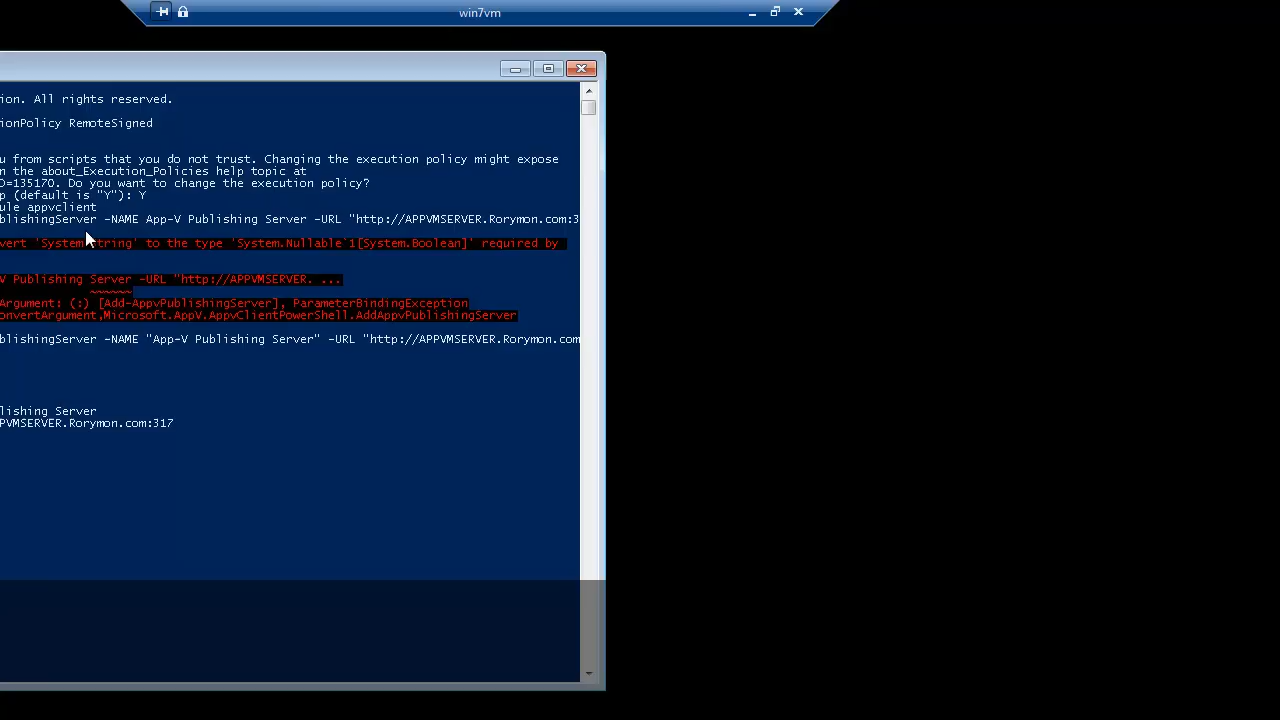 win7vm
ion. All rights reserved.
ionPolicy RemoteSigned
u from scripts that you do not trust. Changing the execution policy might expose
n the about_Execution_Policies help topic at
D=135170. Do you want to change the execution policy?
p (default is "Y"): Y
ule appvclient
blishingServer -NAME App-V Publishing Server -URL "http://APPVMSERVER.Rorymon.com:3
vert 'System.String' to the type 'System.Nullable`1[System.Boolean]' required by
V Publishing Server -URL "http://APPVMSERVER. ...
~~~~~~
Argument: (:) [Add-AppvPublishingServer], ParameterBindingException
onvertArgument,Microsoft.AppV.AppvClientPowerShell.AddAppvPublishingServer
blishingServer -NAME "App-V Publishing Server" -URL "http://APPVMSERVER.Rorymon.com
lishing Server
PVMSERVER.Rorymon.com:317